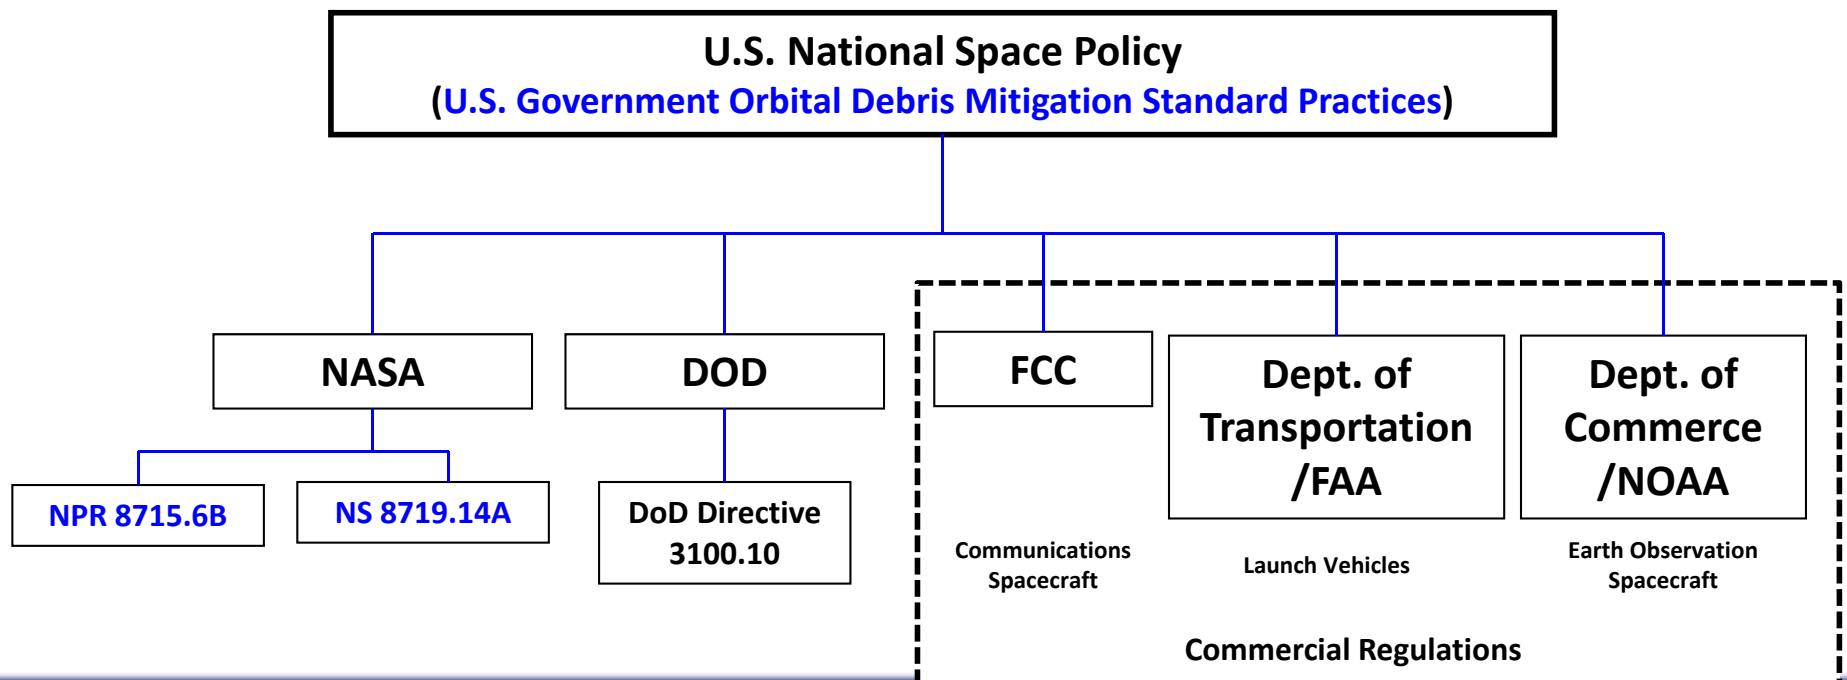 U.S. National Space Policy
(U.S. Government Orbital Debris Mitigation Standard Practices)
NASA
DOD
FCC
Dept. of
Transportation
/FAA
Dept. of
Commerce
/NOAA
NPR 8715.6B
NS 8719.14A
DoD Directive
3100.10
Communications
Spacecraft
Launch Vehicles
Earth Observation
Spacecraft
Commercial Regulations